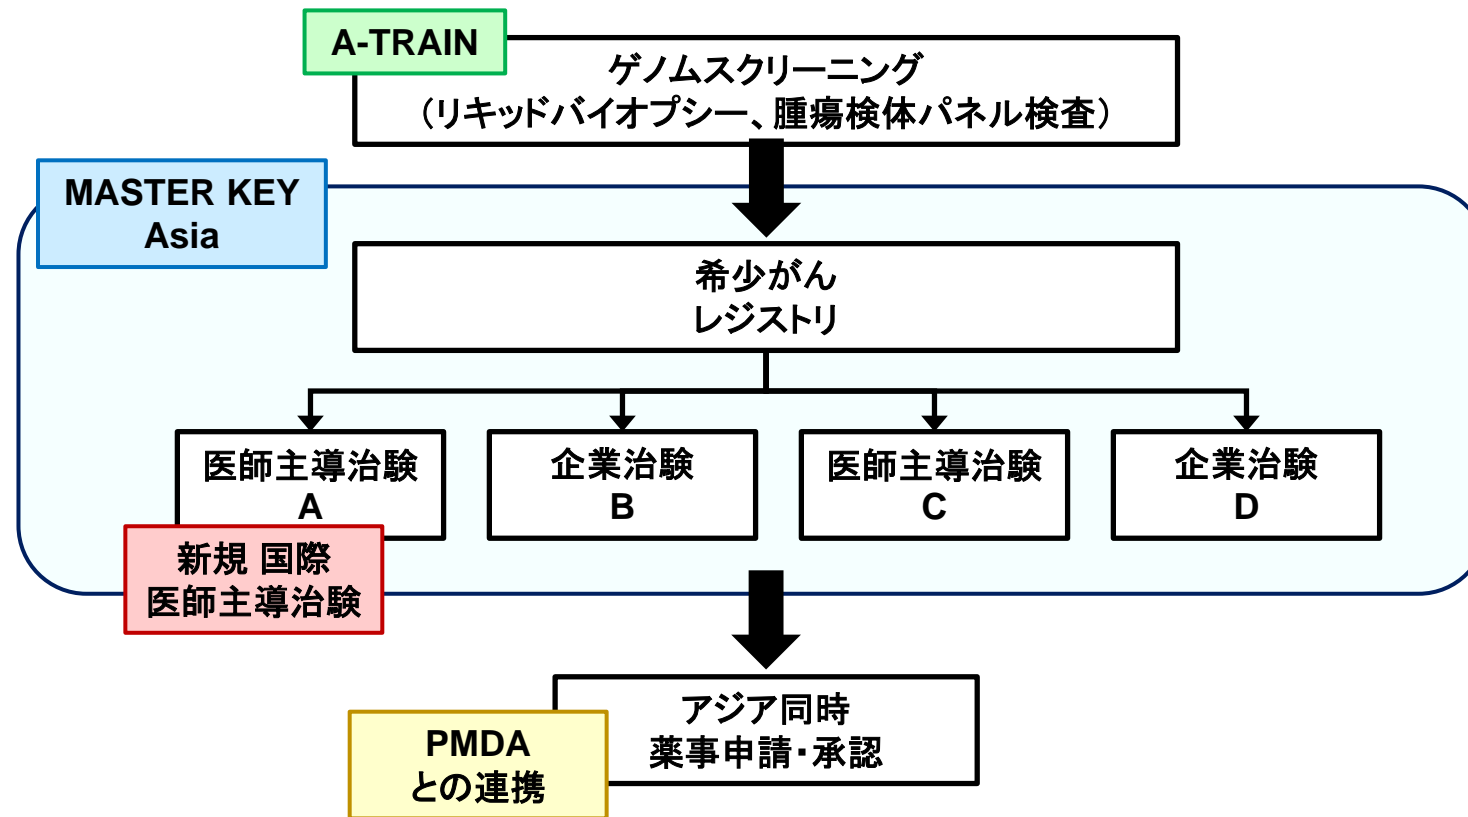 A-TRAIN
ゲノムスクリーニング
（リキッドバイオプシー、腫瘍検体パネル検査）
MASTER KEY
Asia
希少がん
レジストリ
医師主導治験
A
企業治験
B
医師主導治験
C
企業治験
D
新規 国際
医師主導治験
アジア同時
薬事申請・承認
PMDA
との連携